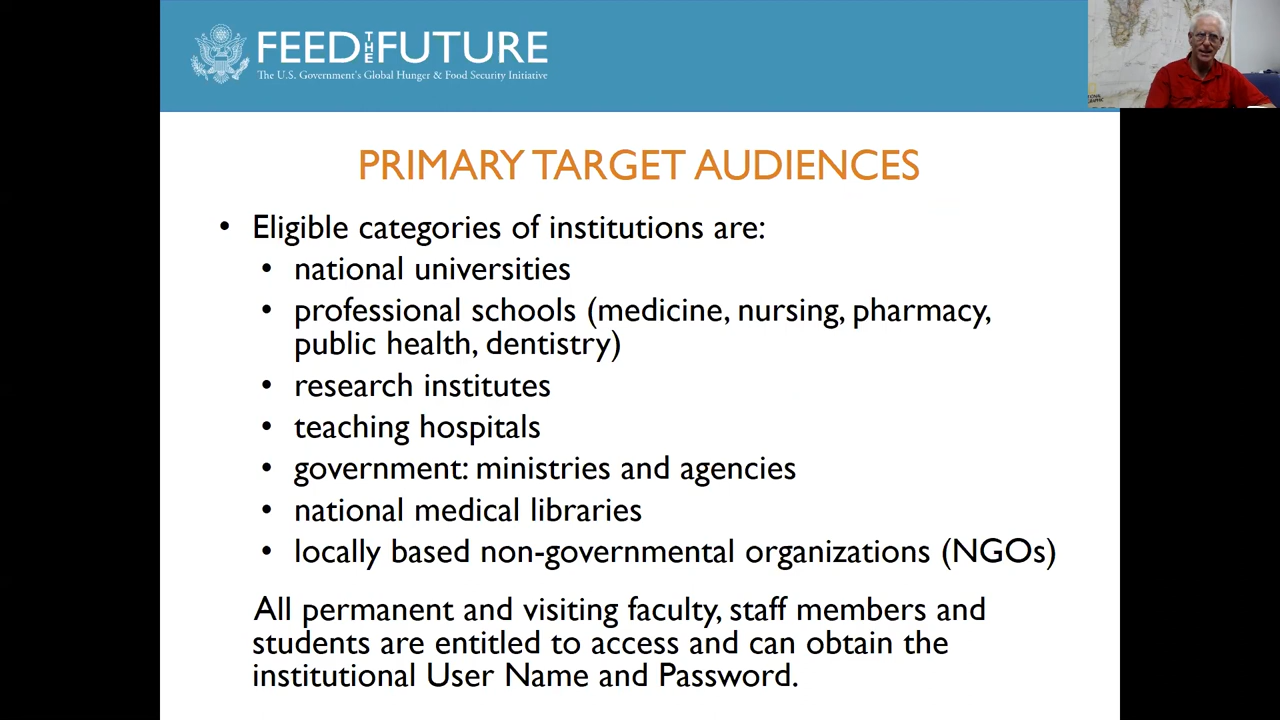 FEED THE FUTURE
The U.S. Government's Global Hunger & Food Security Initiative
PRIMARY TARGET AUDIENCES
• Eligible categories of institutions are:
• national universities
• professional schools (medicine, nursing, pharmacy,
public health, dentistry)
• research institutes
• teaching hospitals
• government: ministries and agencies
• national medical libraries
• locally based non-governmental organizations (NGOs)
All permanent and visiting faculty, staff members and
students are entitled to access and can obtain the
institutional User Name and Password.